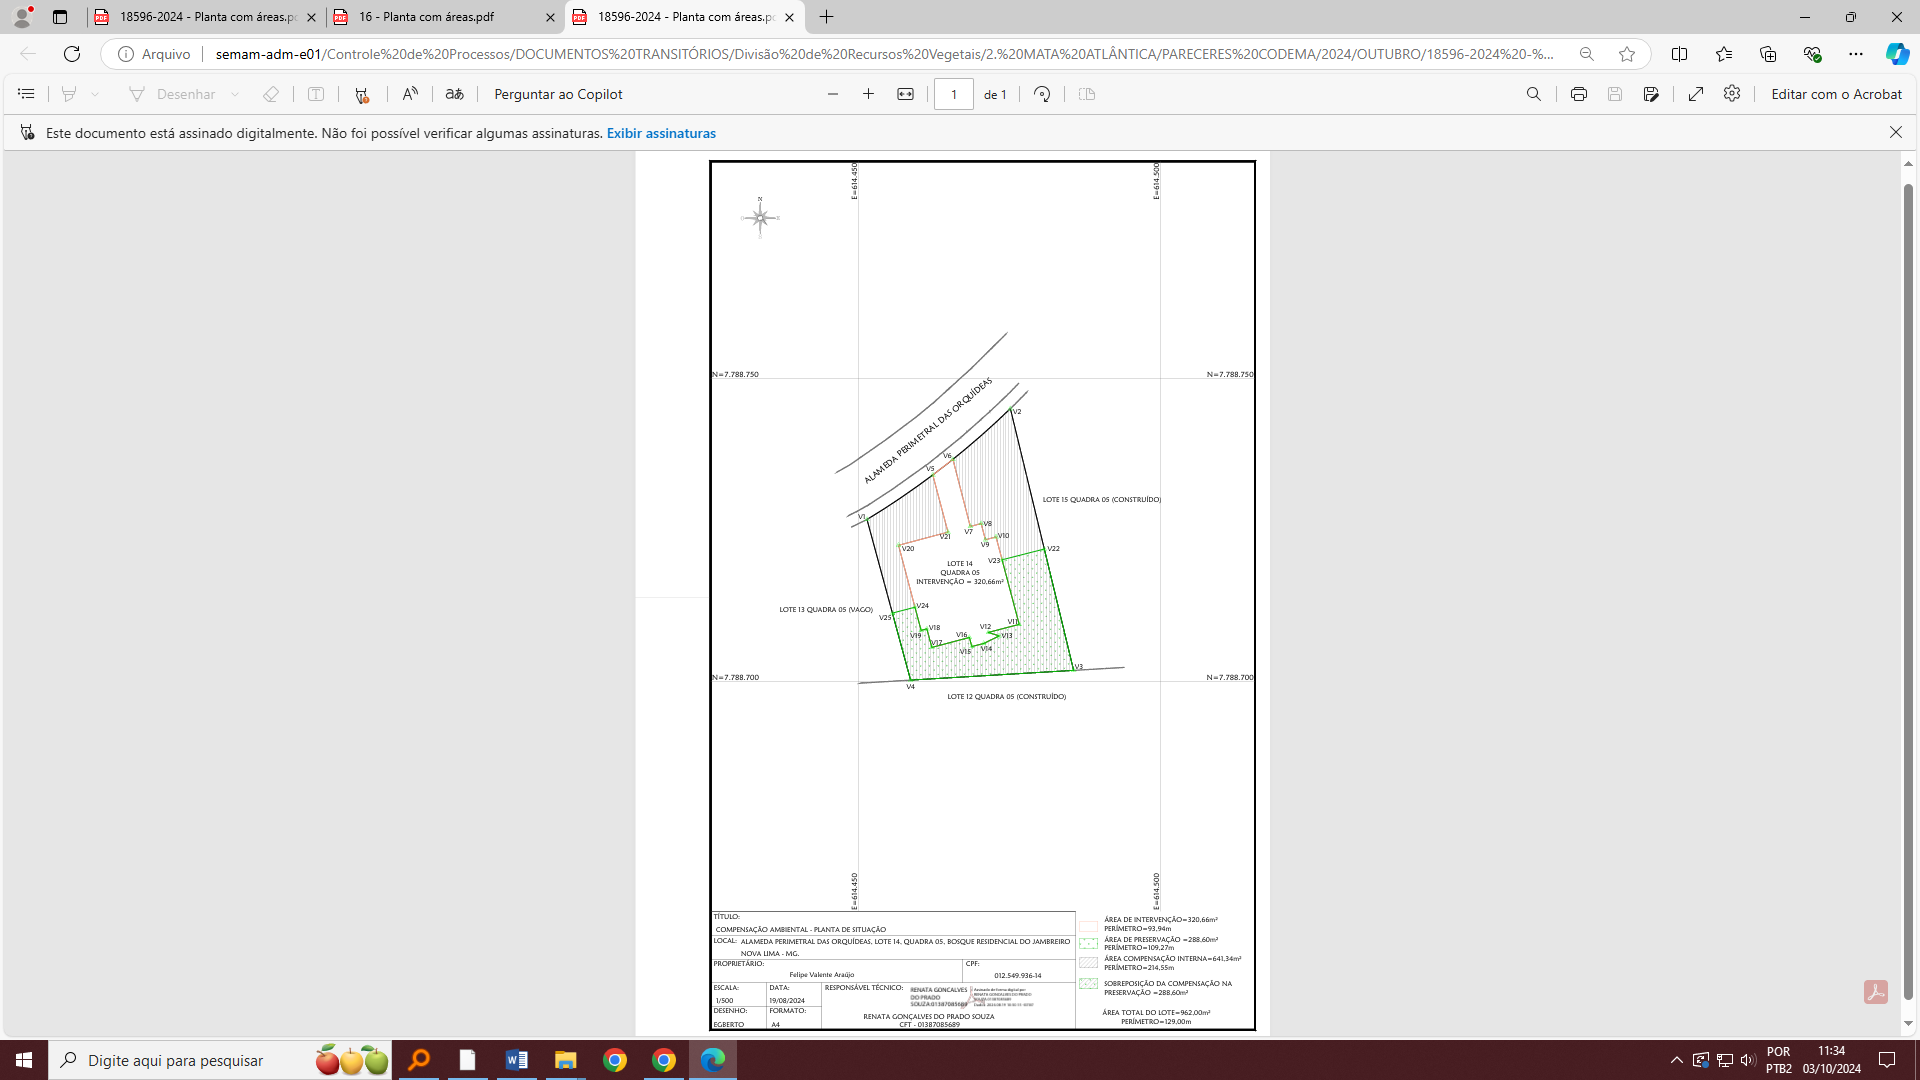 18596-2024 - Planta com áreas.p
16 - Planta com áreas.pdf
18596-2024 - Planta com áreas.p
Arquivo
semam-adm-e01/Controle%20de%20Processos/DOCUMENTOS%20TRANSITÓRIOS/Divisão%20de%20Recursos%20Vegetais/2.%20MATA%20ATLÂNTICA/PARECERES%20CODEMA/2024/OUTUBRO/18596-2024%20-%...
Desenhar
Perguntar ao Copilot
1
de 1
Editar com o Acrobat
Este documento está assinado digitalmente. Não foi possível verificar algumas assinaturas. Exibir assinaturas
E=614.450
E=614.500
N
N=7.788.750
N=7.788.750
ALAMEDA PERIMETRAL DAS ORQUÍDEAS
V2
V6
V5
LOTE 15 QUADRA 05 (CONSTRUÍDO)
V1
V8
V7
V10
V21
V9
V20
V22
V23
LOTE 14
QUADRA 05
INTERVENÇÃO = 320,66m²
V24
LOTE 13 QUADRA 05 (VAGO)
V25
V11
V18
V12
V19
V16
V13
V17
V14
V15
V3
N=7.788.700
N=7.788.700
V4
LOTE 12 QUADRA 05 (CONSTRUÍDO)
E=614.450
E=614.500
TÍTULO:
COMPENSAÇÃO AMBIENTAL - PLANTA DE SITUAÇÃO
LOCAL: ALAMEDA PERIMETRAL DAS ORQUÍDEAS, LOTE 14, QUADRA 05, BOSQUE RESIDENCIAL DO JAMBREIRO
NOVA LIMA - MG.
PROPRIETÁRIO:
Felipe Valente Araújo
CPF:
012.549.936-14
ESCALA:
1/500
DATA:
19/08/2024
RESPONSÁVEL TÉCNICO:
RENATA GONCALVES
DO PRADO
SOUZA:01387085689
DESENHO:
EGBERTO
FORMATO:
A4
RENATA GONÇALVES DO PRADO SOUZA
CFT - 01387085689
ÁREA DE INTERVENÇÃO=320,66m²
PERÍMETRO=93,94m
ÁREA DE PRESERVAÇÃO =288,60m²
PERÍMETRO=109,27m
ÁREA COMPENSAÇÃO INTERNA=641,34m²
PERÍMETRO=214,55m
SOBREPOSIÇÃO DA COMPENSAÇÃO NA
PRESERVAÇÃO =288,60m²
ÁREA TOTAL DO LOTE=962,00m²
PERÍMETRO=129,00m
Digite aqui para pesquisar
POR
PTB2
11:34
03/10/2024